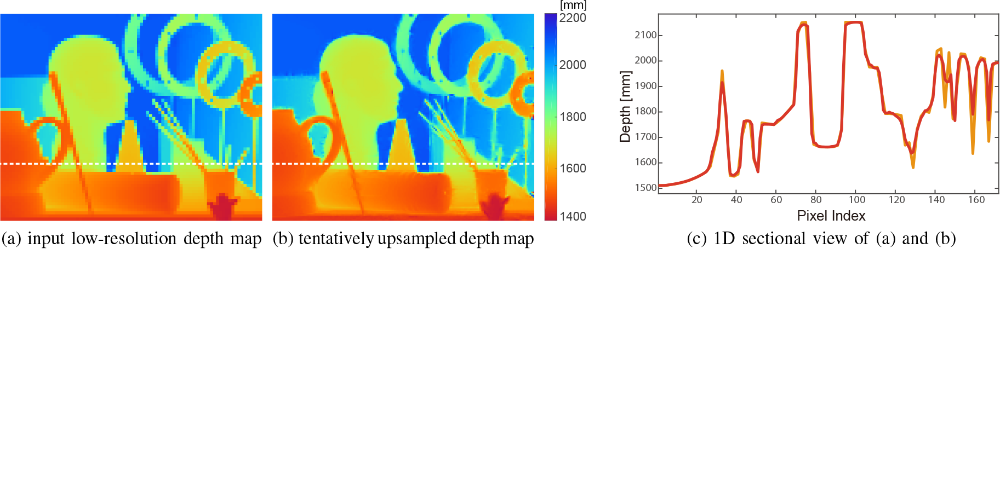 [mm]
2200
2000
1800
1600
1400
(a) input low-resolution depth map
(b) tentatively upsampled depth map
Depth [mm]
2100
2000
1900
1800
1700
1600
1500
20 40 60 80 100 120 140 160
Pixel Index
(c) 1D sectional view of (a) and (b)